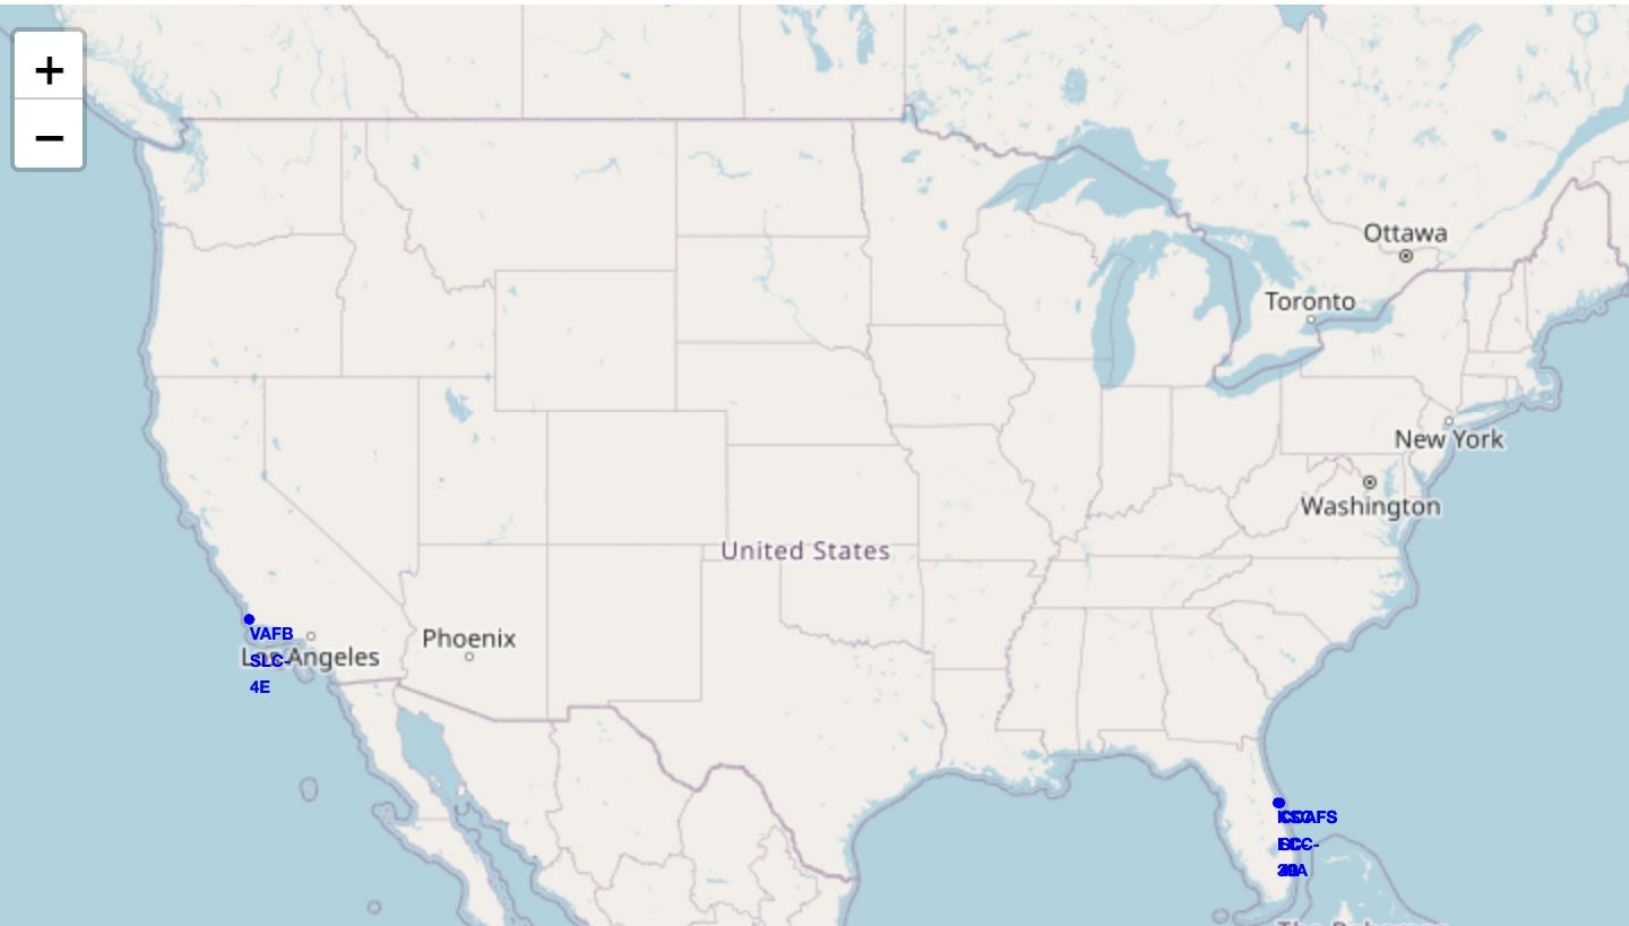 +
−
Ottawa
Toronto
New York
Washington
United States
Phoenix
Los Angeles
VAFB
SLC-
4E